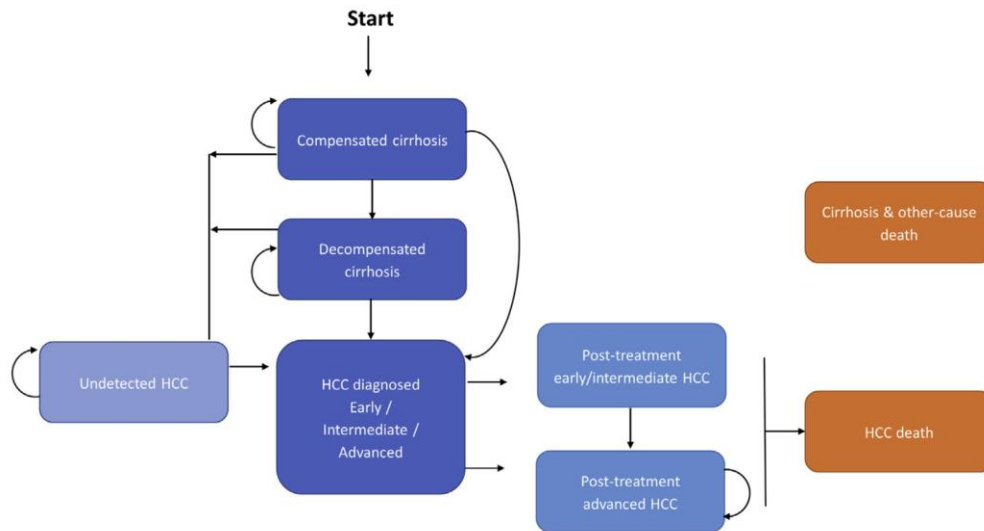 Start
Compensated cirrhosis
Decompensated
cirrhosis
Cirrhosis & other-cause
death
Undetected HCC
HCC diagnosed
Early /
Intermediate /
Advanced
Post-treatment
early/intermediate HCC
HCC death
Post-treatment
advanced HCC